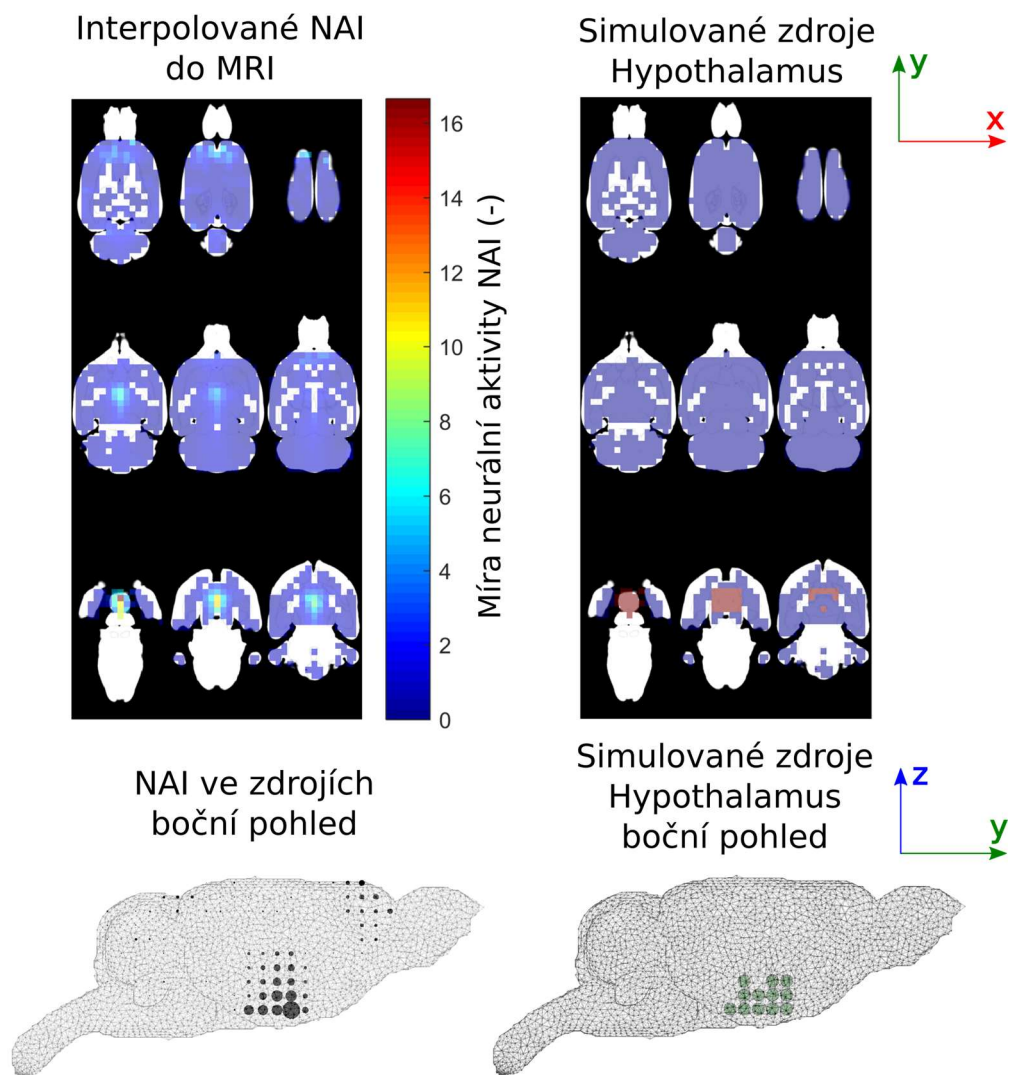 Interpolované NAI
do MRI
Simulované zdroje
Hypothalamus
y
x
16
14
12
10
8
6
4
2
0
Míra neurální aktivity NAI (-)
NAI ve zdrojích
boční pohled
Simulované zdroje
Hypothalamus
boční pohled
z
y